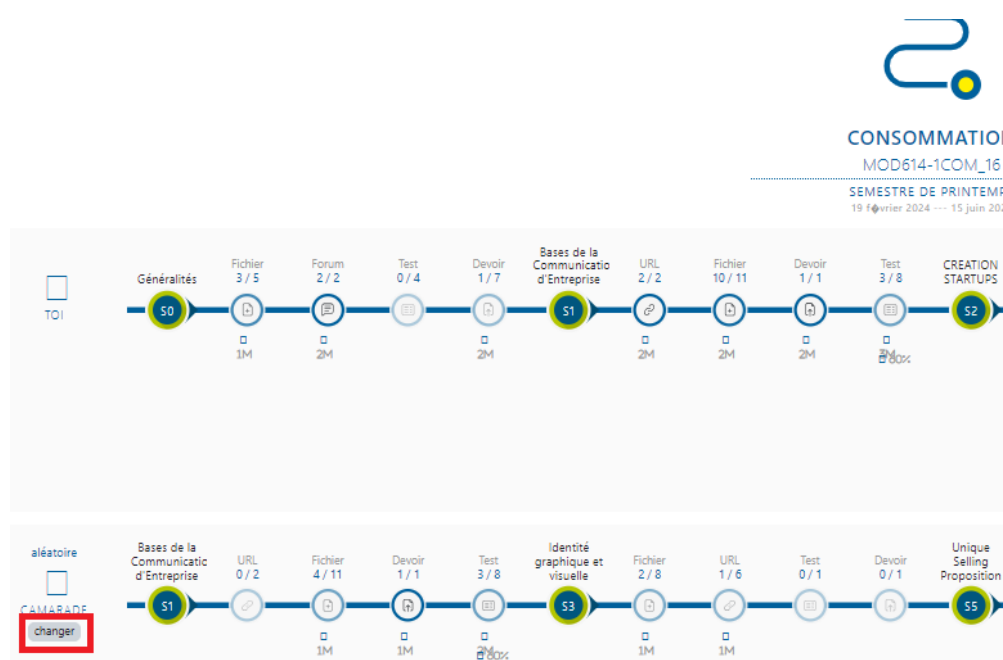 CONSOMMATION
MOD614-1COM_16
SEMESTRE DE PRINTEMP
19 f�vrier 2024 --- 15 juin 202
TOI
Généralités
S0
Fichier
3 / 5
1M
Forum
2 / 2
2M
Test
0 / 4
Devoir
1 / 7
2M
Bases de la
Communicatio
d'Entreprise
S1
URL
2 / 2
2M
Fichier
10 / 11
2M
Devoir
1 / 1
2M
Test
3 / 8
80%
CREATION
STARTUPS
S2
aléatoire
CAMARADE
changer
Bases de la
Communicatic
d'Entreprise
S1
URL
0 / 2
Fichier
4 / 11
1M
Devoir
1 / 1
1M
Test
3 / 8
80%
Identité
graphique et
visuelle
S3
Fichier
2 / 8
1M
URL
1 / 6
1M
Test
0 / 1
Devoir
0 / 1
Unique
Selling
Proposition
S5